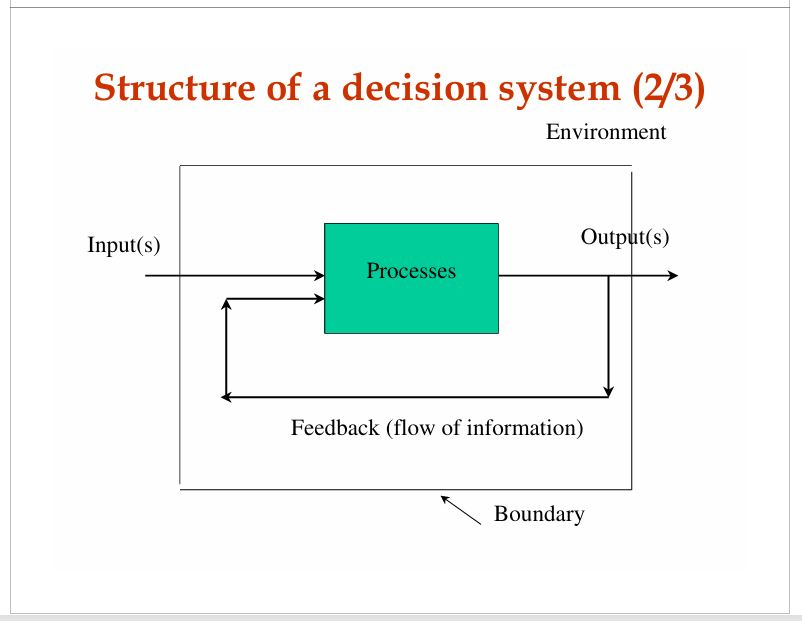 Structure of a decision system (2/3)
Environment
Input(s)
Output(s)
Processes
Feedback (flow of information)
Boundary